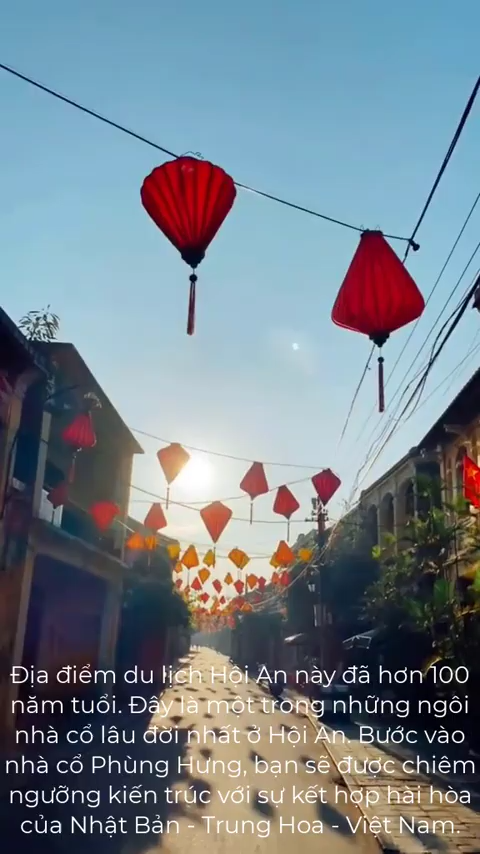 Địa điểm du lịch Hội An này đã hơn 100
năm tuổi. Đây là một trong những ngôi
nhà cổ lâu đời nhất ở Hội An. Bước vào
nhà cổ Phùng Hưng, bạn sẽ được chiêm
ngưỡng kiến trúc với sự kết hợp hài hòa
của Nhật Bản - Trung Hoa - Việt Nam.